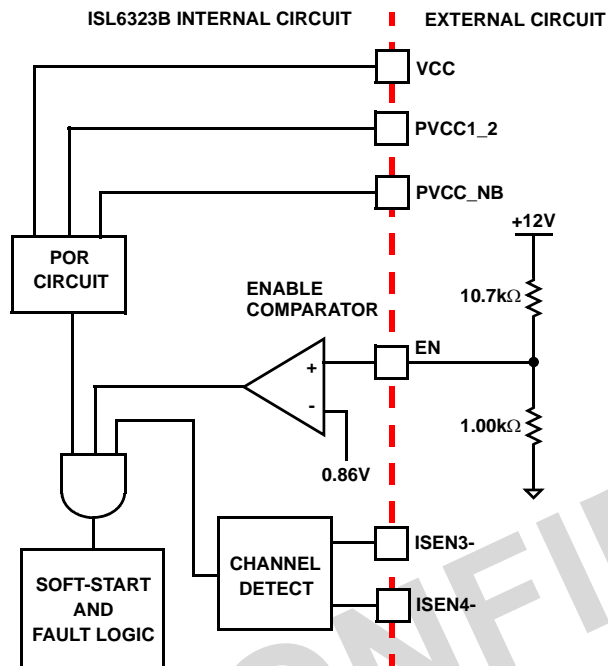 ISL6323B INTERNAL CIRCUIT
EXTERNAL CIRCUIT
VCC
PVCC1_2
PVCC_NB
+12V
POR
CIRCUIT
10.7kΩ
ENABLE
COMPARATOR
EN
+
-
1.00kΩ
0.86V
ISEN3-
CHANNEL
DETECT
ISEN4-
SOFT-START
AND
FAULT LOGIC
ONFI